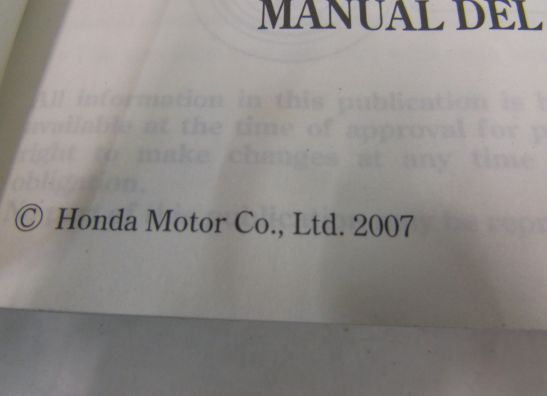 MANUAL DEL
All information in this publication is
available at the time of approval for
right to make changes at any time
obligation.
© Honda Motor Co., Ltd. 2007